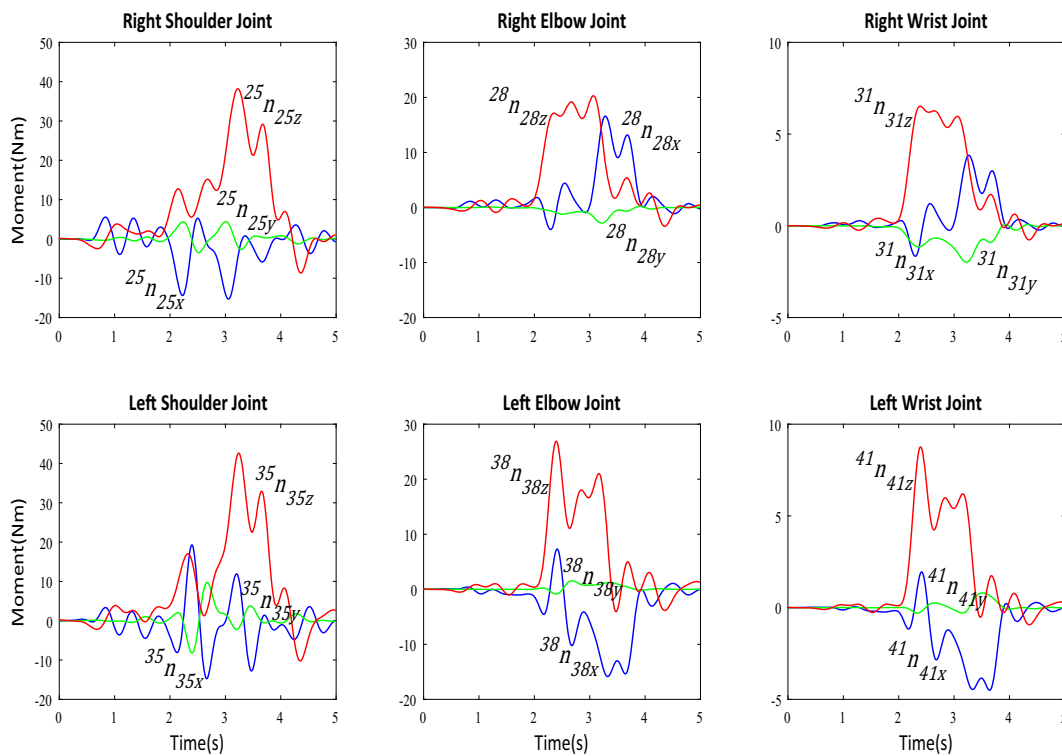 Right Shoulder Joint
Right Elbow Joint
Right Wrist Joint
Moment(Nm)
50
40
30
20
10
0
-10
-20
0 1 2 3 4 5
25n25z
25n25y
25n25x
30
20
10
0
-10
-20
0 1 2 3 4 5
28n28z
28n28x
28n28y
10
5
0
-5
0 1 2 3 4 5
31n31z
31n31x
31n31y
Left Shoulder Joint
Left Elbow Joint
Left Wrist Joint
Moment(Nm)
50
40
30
20
10
0
-10
-20
0 1 2 3 4 5
Time(s)
35n35z
35n35y
35n35x
30
20
10
0
-10
-20
0 1 2 3 4 5
Time(s)
38n38z
38n38y
38n38x
10
5
0
-5
0 1 2 3 4 5
Time(s)
41n41z
41n41y
41n41x